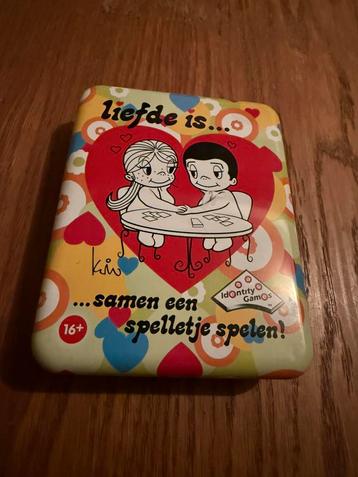 liefde is...
kim
...samen een
spelletje spelen!
16+
Identity
Games